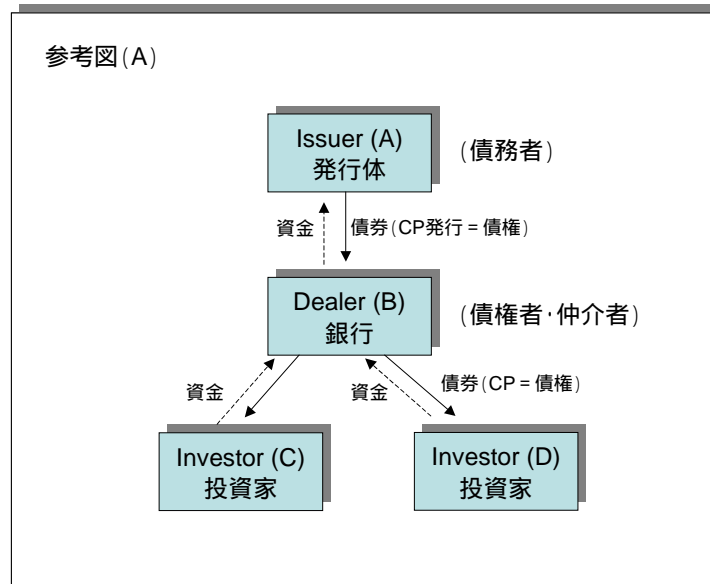 参考図(A)
Issuer (A)
発行体
(債務者)
資金
債券(CP発行=債権)
Dealer (B)
銀行
(債権者・仲介者)
資金
資金
債券(CP=債権)
Investor (C)
投資家
Investor (D)
投資家